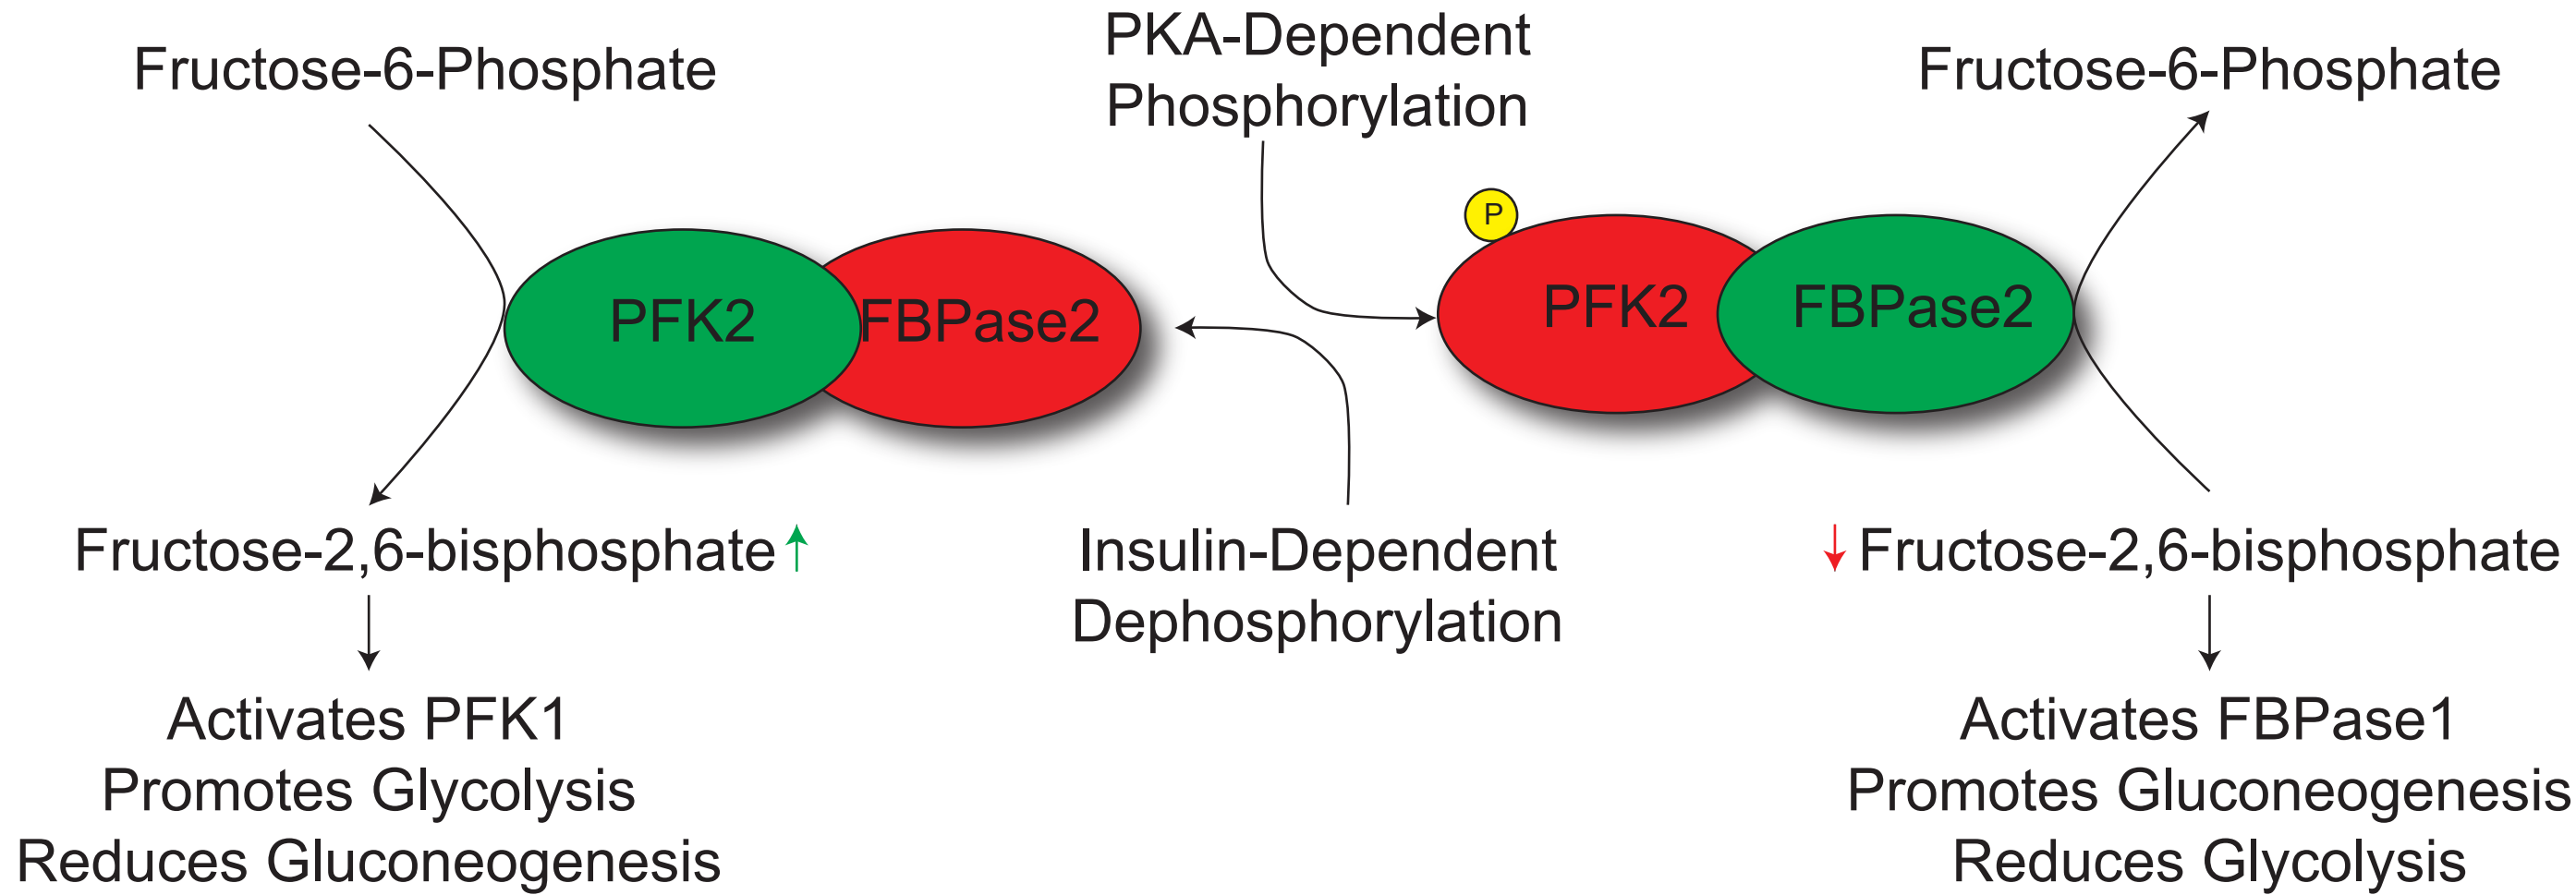 Fructose-6-Phosphate
PKA-Dependent
Phosphorylation
Fructose-6-Phosphate
P
PFK2
FBPase2
PFK2
FBPase2
Fructose-2,6-bisphosphate
Insulin-Dependent
Dephosphorylation
Fructose-2,6-bisphosphate
Activates PFK1
Promotes Glycolysis
Reduces Gluconeogenesis
Activates FBPase1
Promotes Gluconeogenesis
Reduces Glycolysis